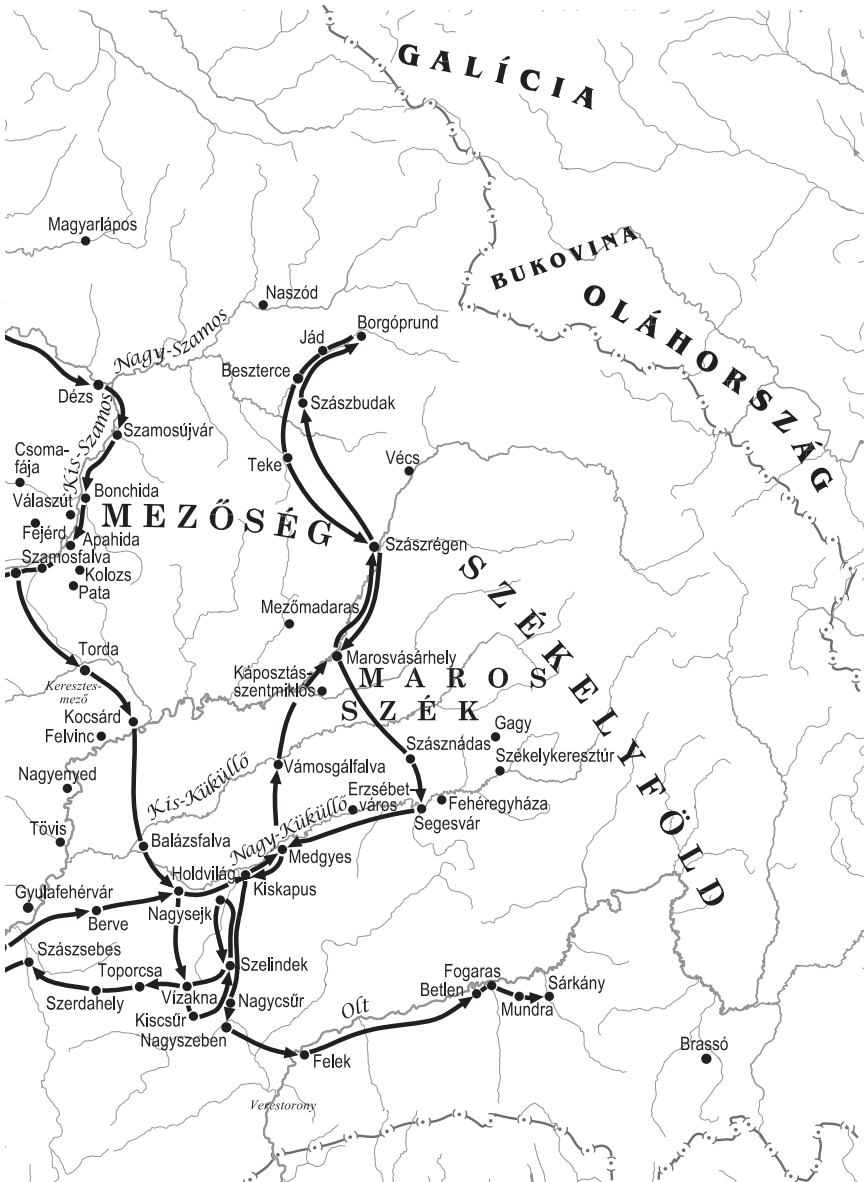 GALÍCIA
Magyarlápos
BUKOVINA
OLÁHORSZÁG
Naszód
Nagy-Szamos
Borgóprund
Jád
Beszterce
Dézs
Szászbudak
Kis-Szamos
Szamosújvár
Csoma-
fája
Teke
Vécs
Válaszút
Bonchida
MEZŐSÉG
Fejérd
Apahida
Szászrégen
Szamosfalva
Kolozs
Pata
SZÉKELYFÖLD
Mezőmadaras
Torda
Marosvásárhely
Káposztás-
szentmiklós
MAROS
SZÉK
Keresztes-
mező
Kocsárd
Felvinc
Gagy
Szásznádas
Székelykeresztúr
Nagyenyed
Vámosgálfalva
Kis-Küküllő
Erzsébet-
város
Fehéregyháza
Segesvár
Tövis
Balázsfalva
Nagy-Küküllő
Medgyes
Holdvilág
Kiskapus
Gyulafehérvár
Berve
Nagysejk
Szászsebes
Toporcsa
Szelindek
Szerdahely
Vízakna
Nagycsűr
Kiscsűr
Nagyszeben
Fogaras
Betlen
Sárkány
Mundra
Olt
Felek
Brassó
Verestorony